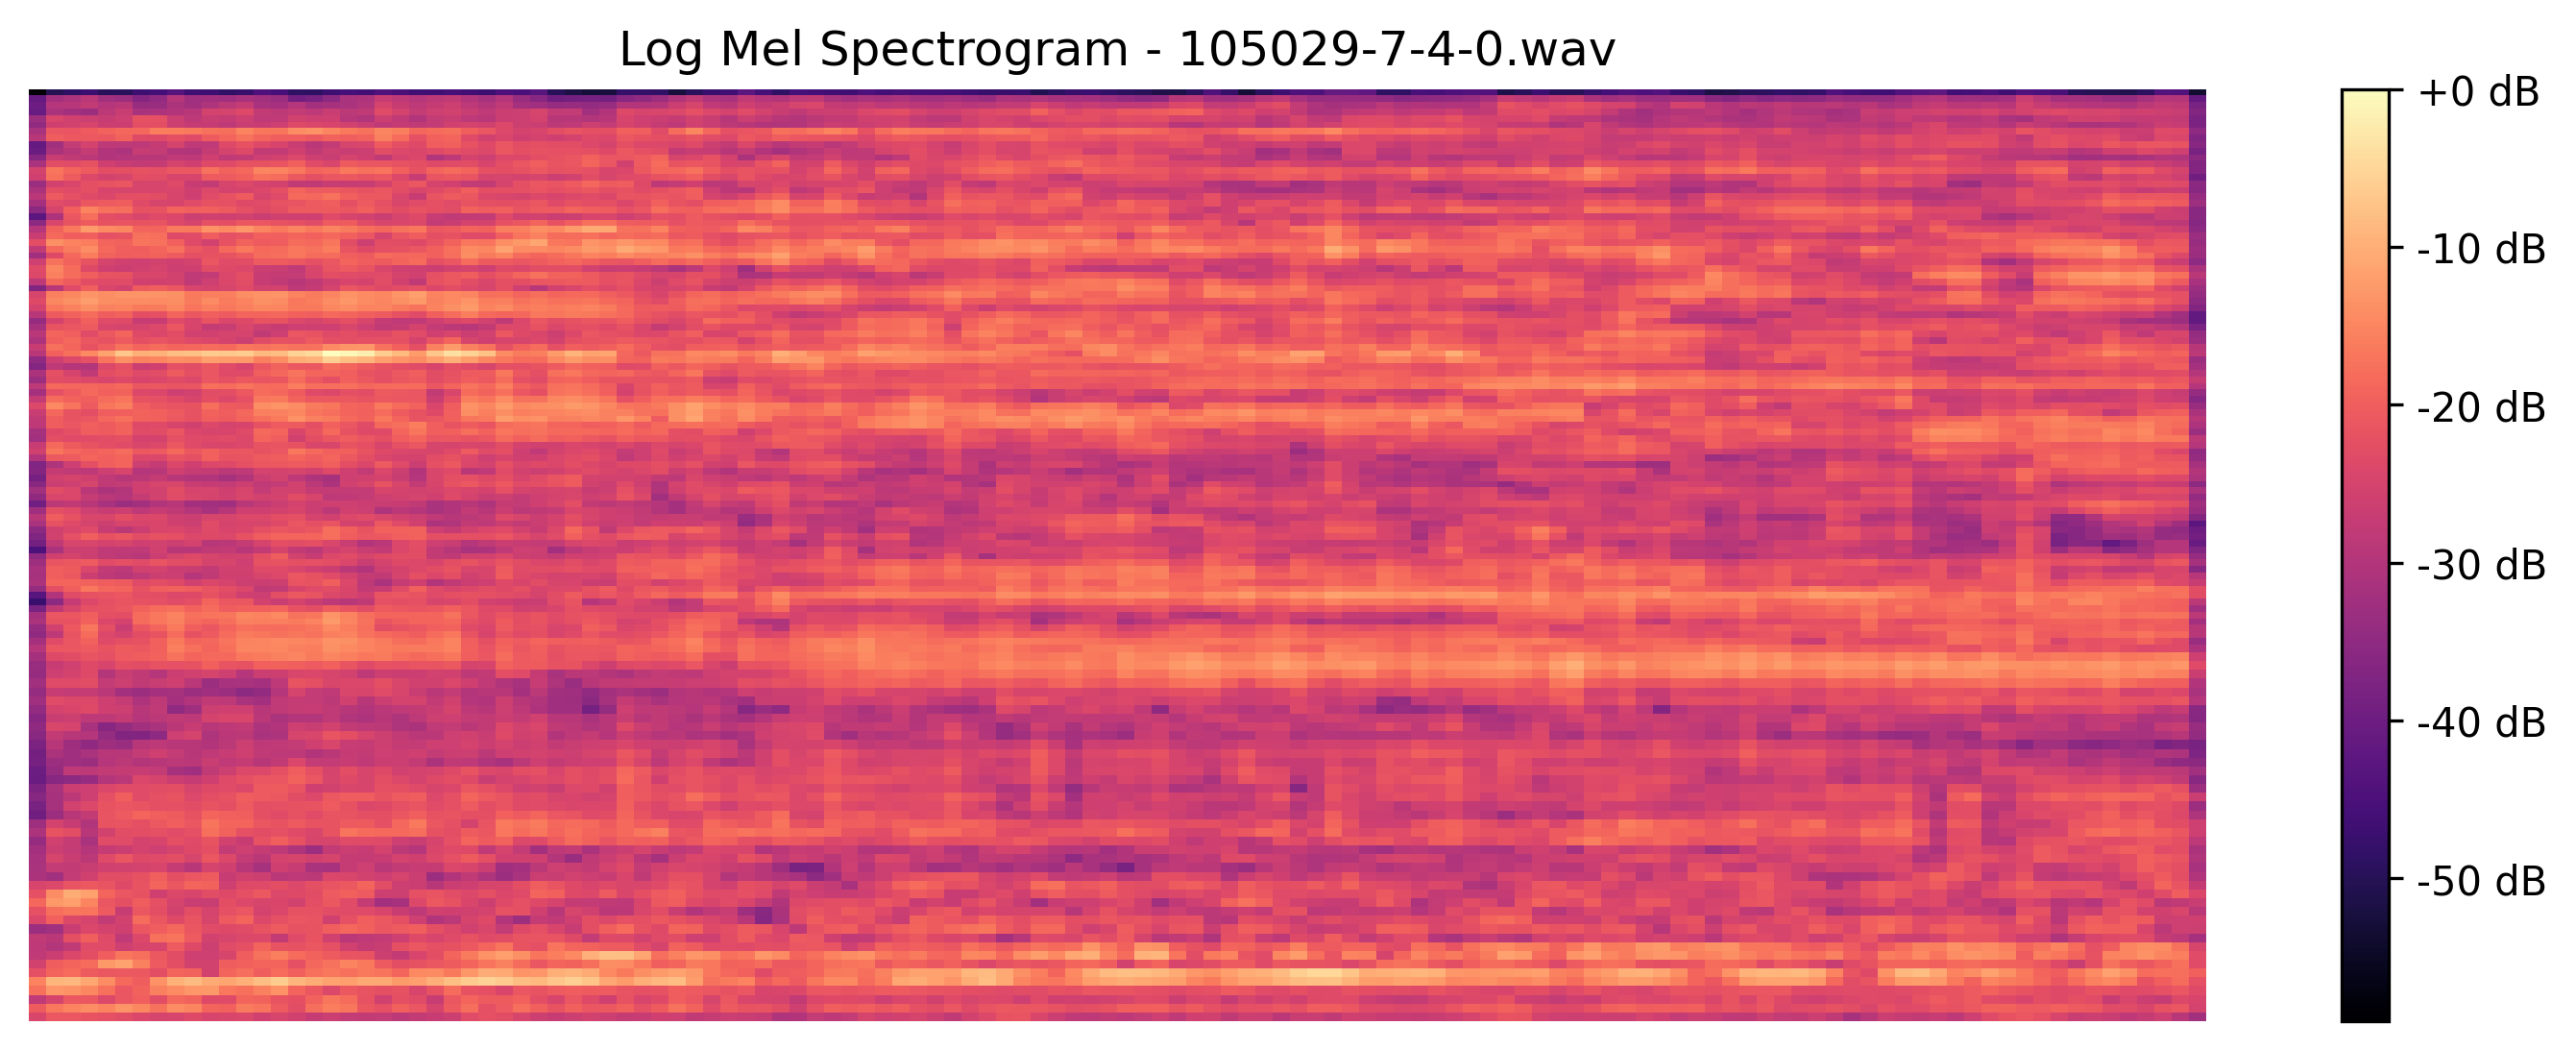 Log Mel Spectrogram - 105029-7-4-0.wav
+0 dB
-10 dB
-20 dB
-30 dB
-40 dB
-50 dB